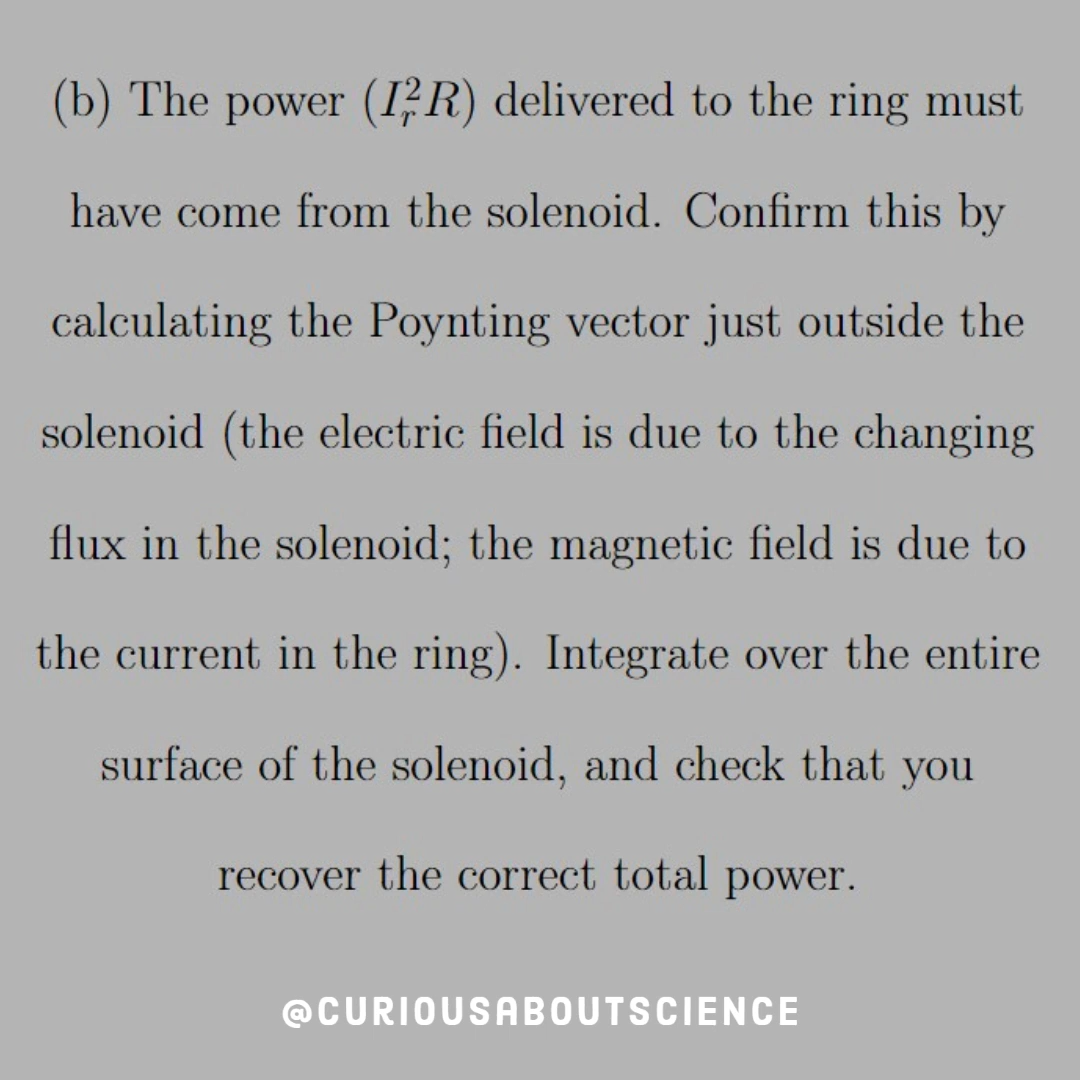 (b) The power (I_r^2 R) delivered to the ring must
have come from the solenoid. Confirm this by
calculating the Poynting vector just outside the
solenoid (the electric field is due to the changing
flux in the solenoid; the magnetic field is due to
the current in the ring). Integrate over the entire
surface of the solenoid, and check that you
recover the correct total power.
@CURIOUSABOUTSCIENCE